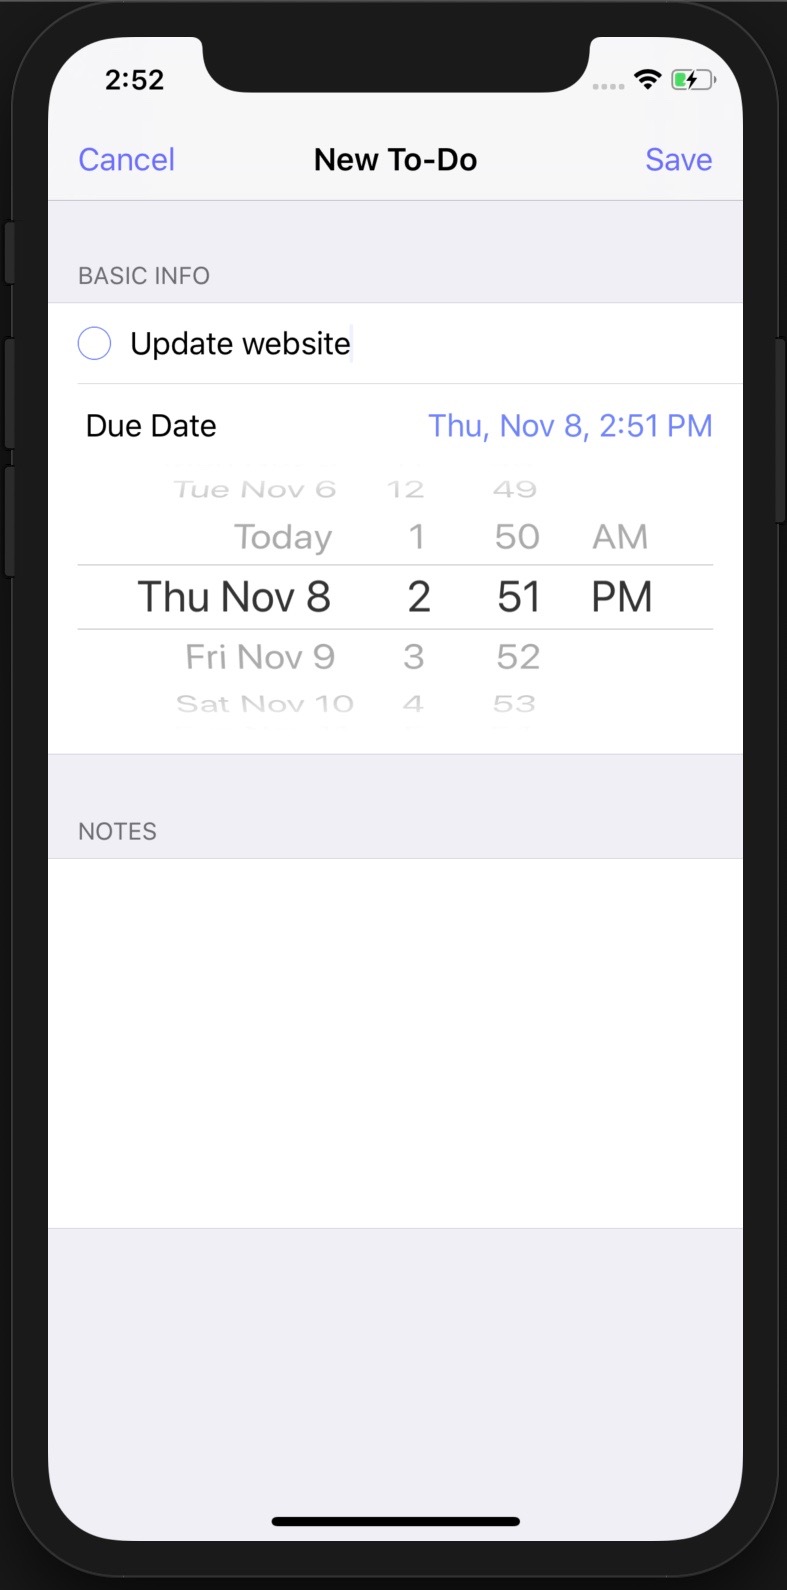 2:52
Cancel New To-Do Save
BASIC INFO
Update website
Due Date Thu, Nov 8, 2:51 PM
Tue Nov 6 12 49
Today 1 50 AM
Thu Nov 8 2 51 PM
Fri Nov 9 3 52
Sat Nov 10 4 53
NOTES